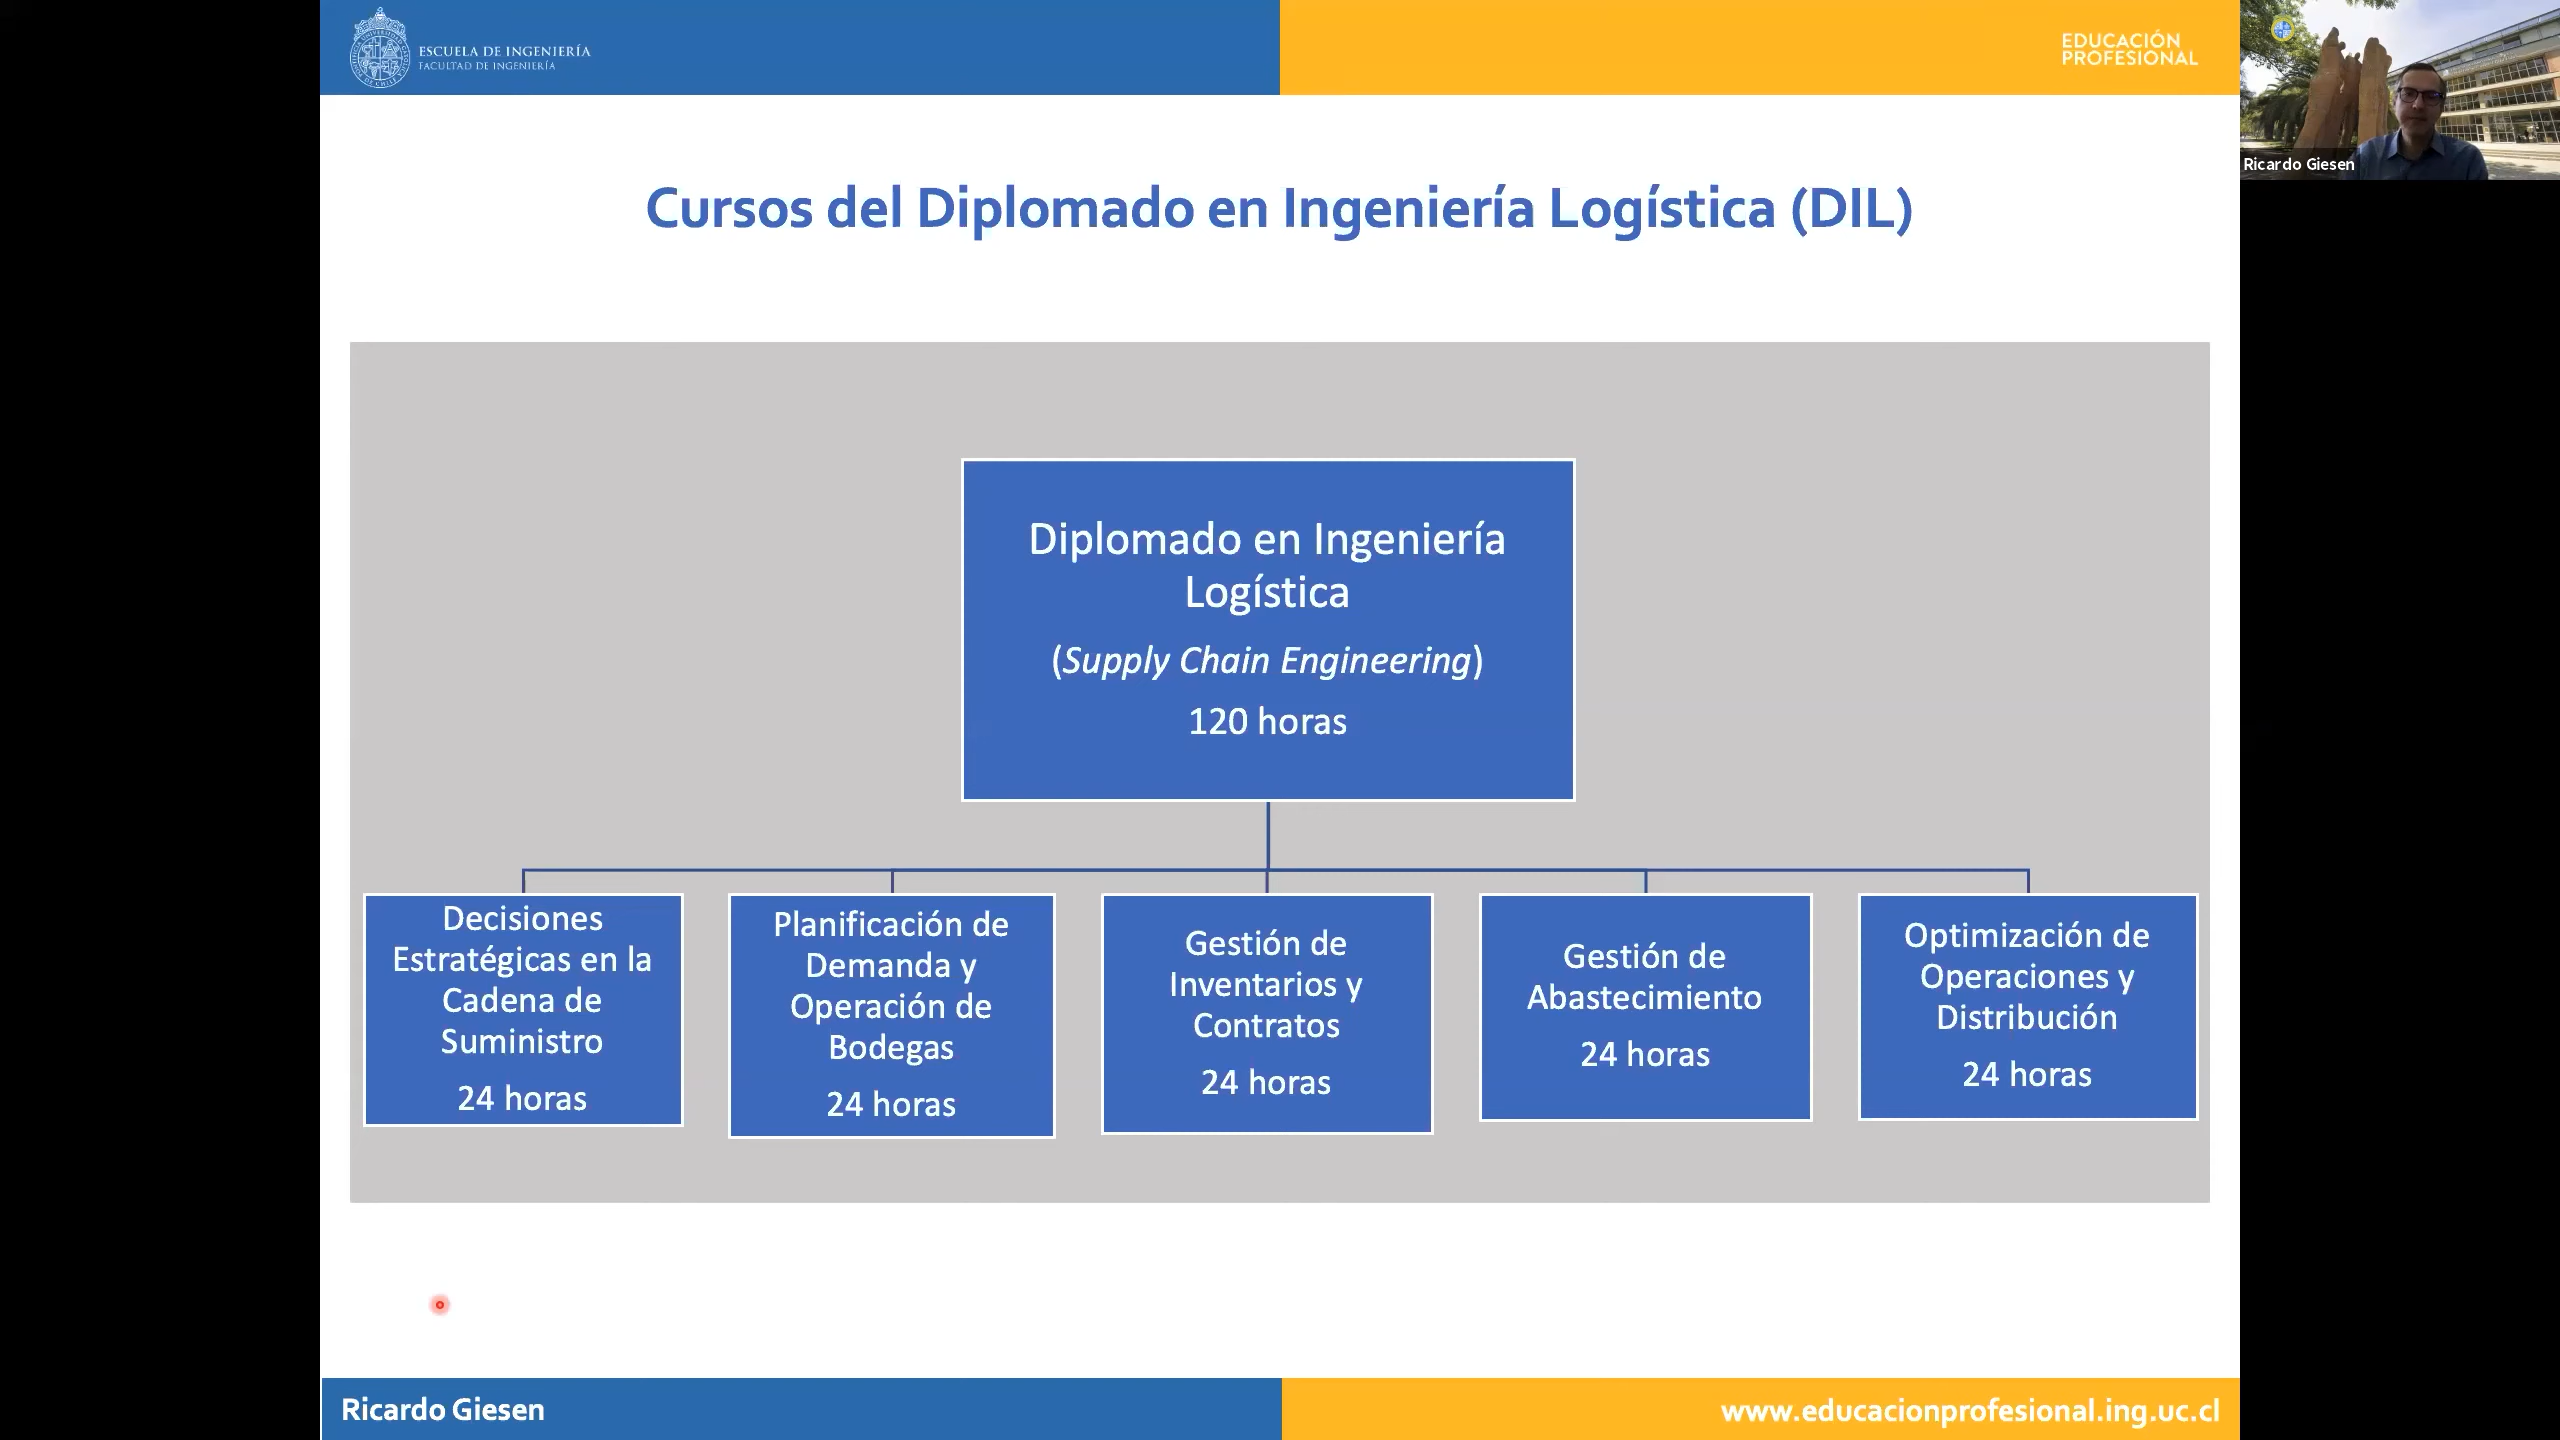 ESCUELA DE INGENIERÍA
FACULTAD DE INGENIERÍA
EDUCACIÓN
PROFESIONAL
Ricardo Giesen
Cursos del Diplomado en Ingeniería Logística (DIL)
Diplomado en Ingeniería
Logística
(Supply Chain Engineering)
120 horas
Decisiones
Estratégicas en la
Cadena de
Suministro
24 horas
Planificación de
Demanda y
Operación de
Bodegas
24 horas
Gestión de
Inventarios y
Contratos
24 horas
Gestión de
Abastecimiento
24 horas
Optimización de
Operaciones y
Distribución
24 horas
Ricardo Giesen
www.educacionprofesional.ing.uc.cl